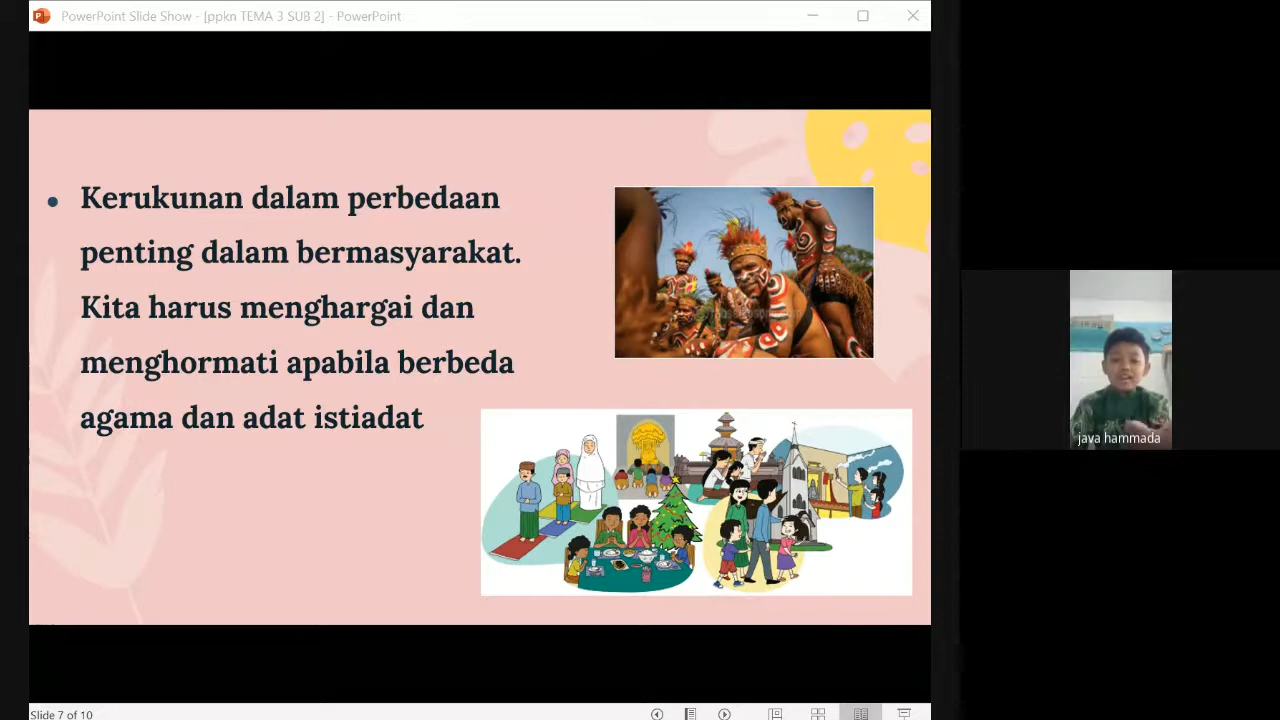 PowerPoint Slide Show - [ppkn TEMA 3 SUB 2] - PowerPoint
Kerukunan dalam perbedaan
penting dalam bermasyarakat.
Kita harus menghargai dan
menghormati apabila berbeda
agama dan adat istiadat
java hammada
Slide 7 of 10